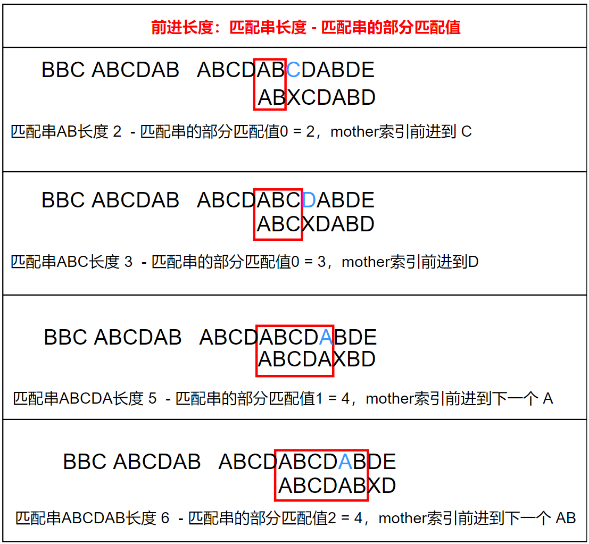 前进长度：匹配串长度 - 匹配串的部分匹配值
BBC ABCDAB   ABCDABCDABDE
ABXCDABD
匹配串AB长度 2  - 匹配串的部分匹配值0 = 2，mother索引前进到 C
BBC ABCDAB   ABCDABCDABDE
ABCXDABD
匹配串ABC长度 3  - 匹配串的部分匹配值0 = 3，mother索引前进到D
BBC ABCDAB   ABCDABCDABDE
ABCDAXBD
匹配串ABCDA长度 5  - 匹配串的部分匹配值1 = 4，mother索引前进到下一个 A
BBC ABCDAB   ABCDABCDABDE
ABCDABXD
匹配串ABCDAB长度 6  - 匹配串的部分匹配值2 = 4，mother索引前进到下一个 AB